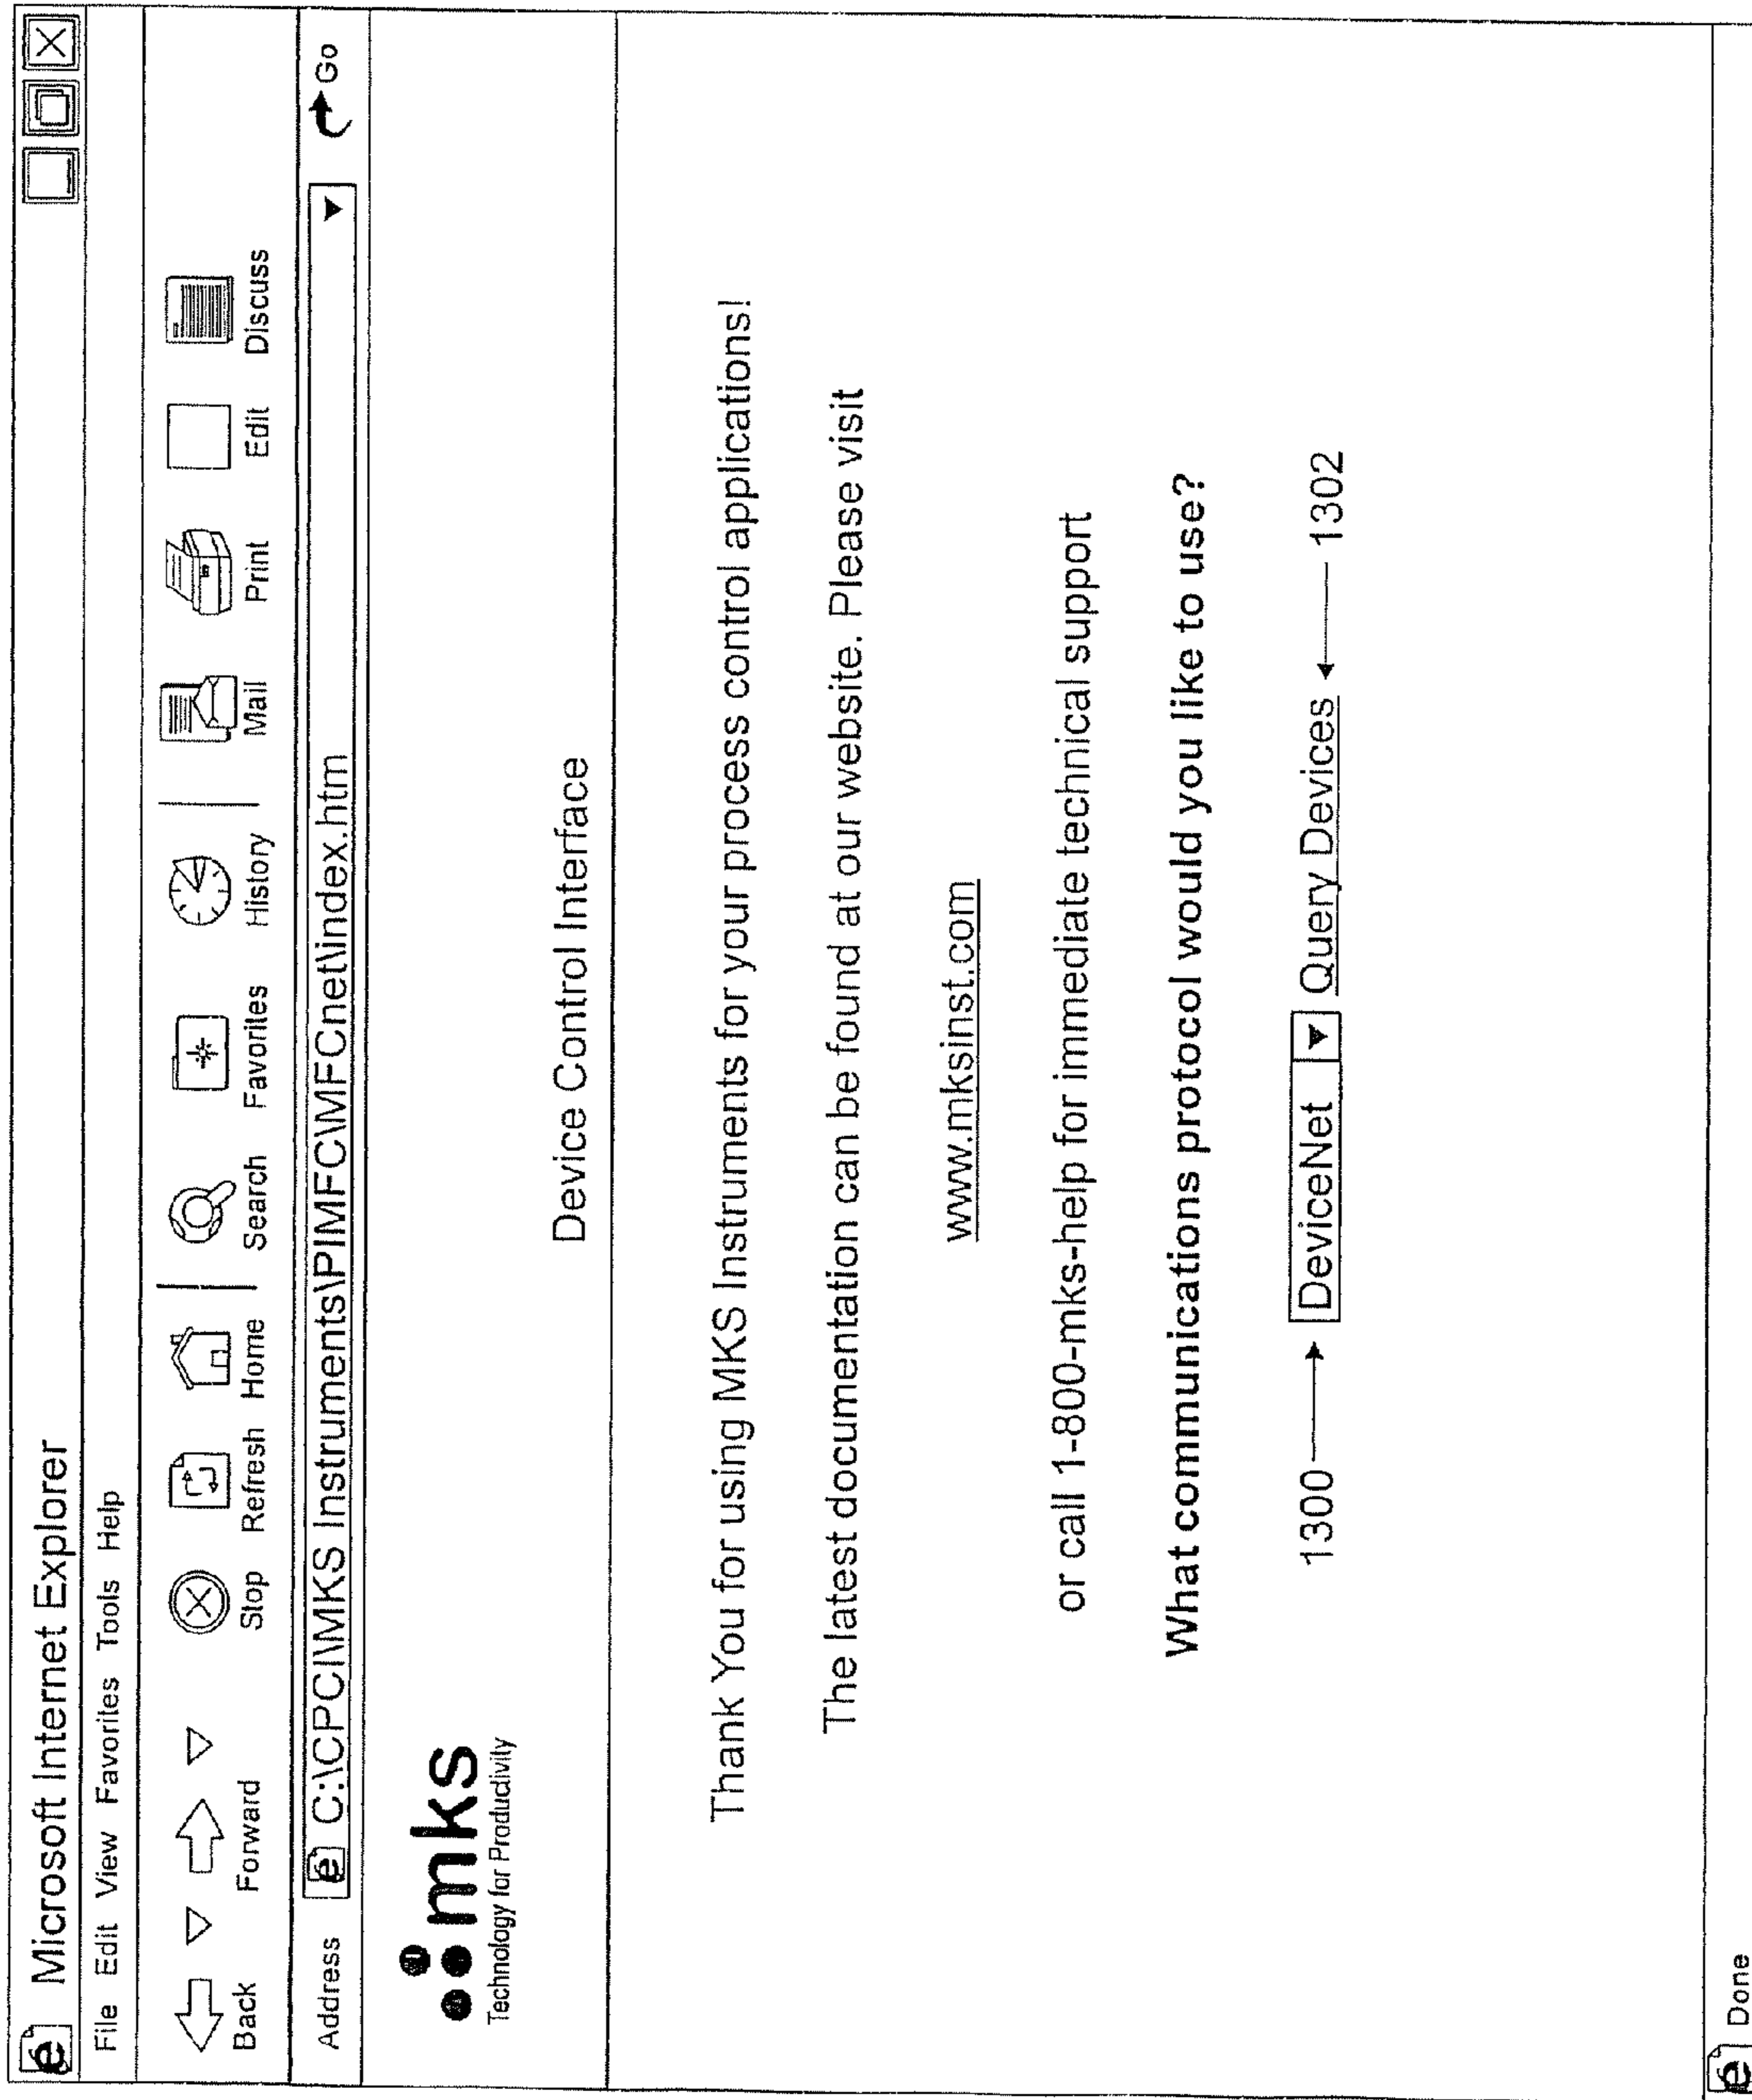 Microsoft Internet Explorer
File Edit View Favorites Tools Help
Back Forward Stop Refresh Home Search Favorites History Mail Print Edit Discuss
Address C:\CPCI\MKS Instruments\PIMFC\MFCnet\index.htm Go
mks
Technology for Productivity
Device Control Interface
Thank You for using MKS Instruments for your process control applications!
The latest documentation can be found at our website. Please visit
www.mksinst.com
or call 1-800-mks-help for immediate technical support
What communications protocol would you like to use?
1300 DeviceNet Query Devices 1302
Done